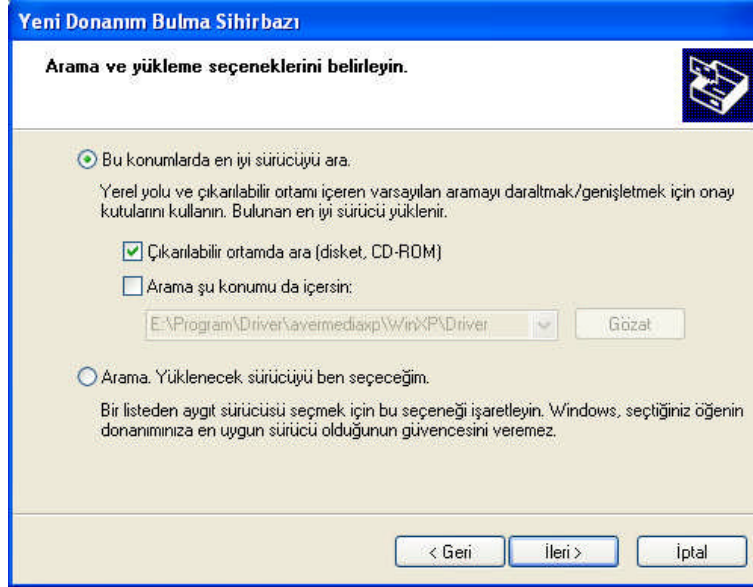 Yeni Donanım Bulma Sihirbazı
Arama ve yükleme seçeneklerini belirleyin.
Bu konumlarda en iyi sürücüyü ara.
Yerel yolu ve çıkarılabilir ortamı içeren varsayılan aramayı daraltmak/genişletmek için onay
kutularını kullanın. Bulunan en iyi sürücü yüklenir.
Çıkarılabilir ortamda ara (disket, CD-ROM)
Arama şu konumu da içersin:
E:\Program\Driver\avermediaxp\WinXP\Driver
Gözat
Arama. Yüklenecek sürücüyü ben seçeceğim.
Bir listeden aygıt sürücüsü seçmek için bu seçeneği işaretleyin. Windows, seçtiğiniz öğenin
donanımınıza en uygun sürücü olduğunun güvencesini veremez.
< Geri İleri > İptal